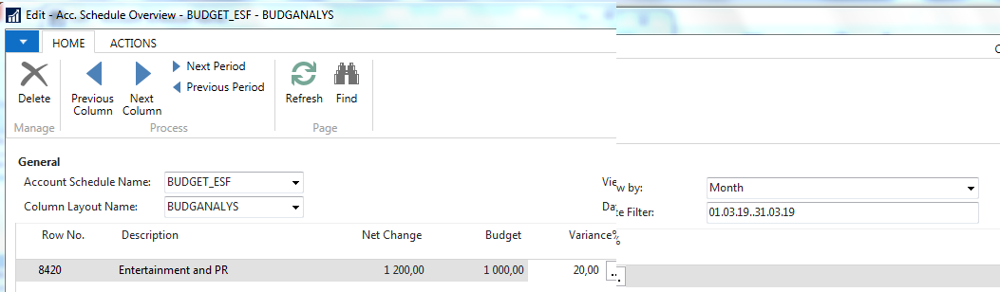 Edit - Acc. Schedule Overview - BUDGET_ESF - BUDGANALYS
HOME ACTIONS
Delete
Previous Column
Next Column
Next Period
Previous Period
Refresh
Find
Manage Process Page
General
Account Schedule Name: BUDGET_ESF
Column Layout Name: BUDGANALYS
View by: Month
Date Filter: 01.03.19..31.03.19
Row No. Description Net Change Budget Variance%
8420 Entertainment and PR 1 200,00 1 000,00 20,00 ...